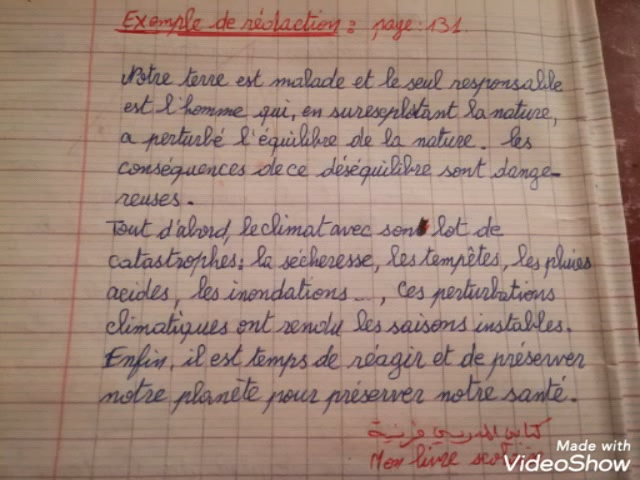 Exemple de rédaction : page : 131.
Notre terre est malade et le seul responsable
est l'homme qui, en surexploitant la nature,
a perturbé l'équilibre de la nature. Les
conséquences de ce déséquilibre sont dange-
reuses.
Tout d'abord, le climat avec son lot de
catastrophes : la sécheresse, les tempêtes, les pluies
acides, les inondations ..., ces perturbations
climatiques ont rendu les saisons instables.
Enfin, il est temps de réagir et de préserver
notre planète pour préserver notre santé.
كتابي المدرسي فرنسية
Mon livre scolaire
Made with
VideoShow